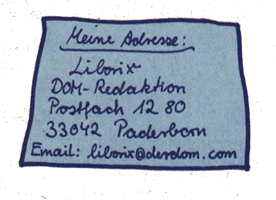 Meine Adresse:
Liborix
DOM-Redaktion
Postfach 12 80
33042 Paderborn
Email: liborix@derdom.com